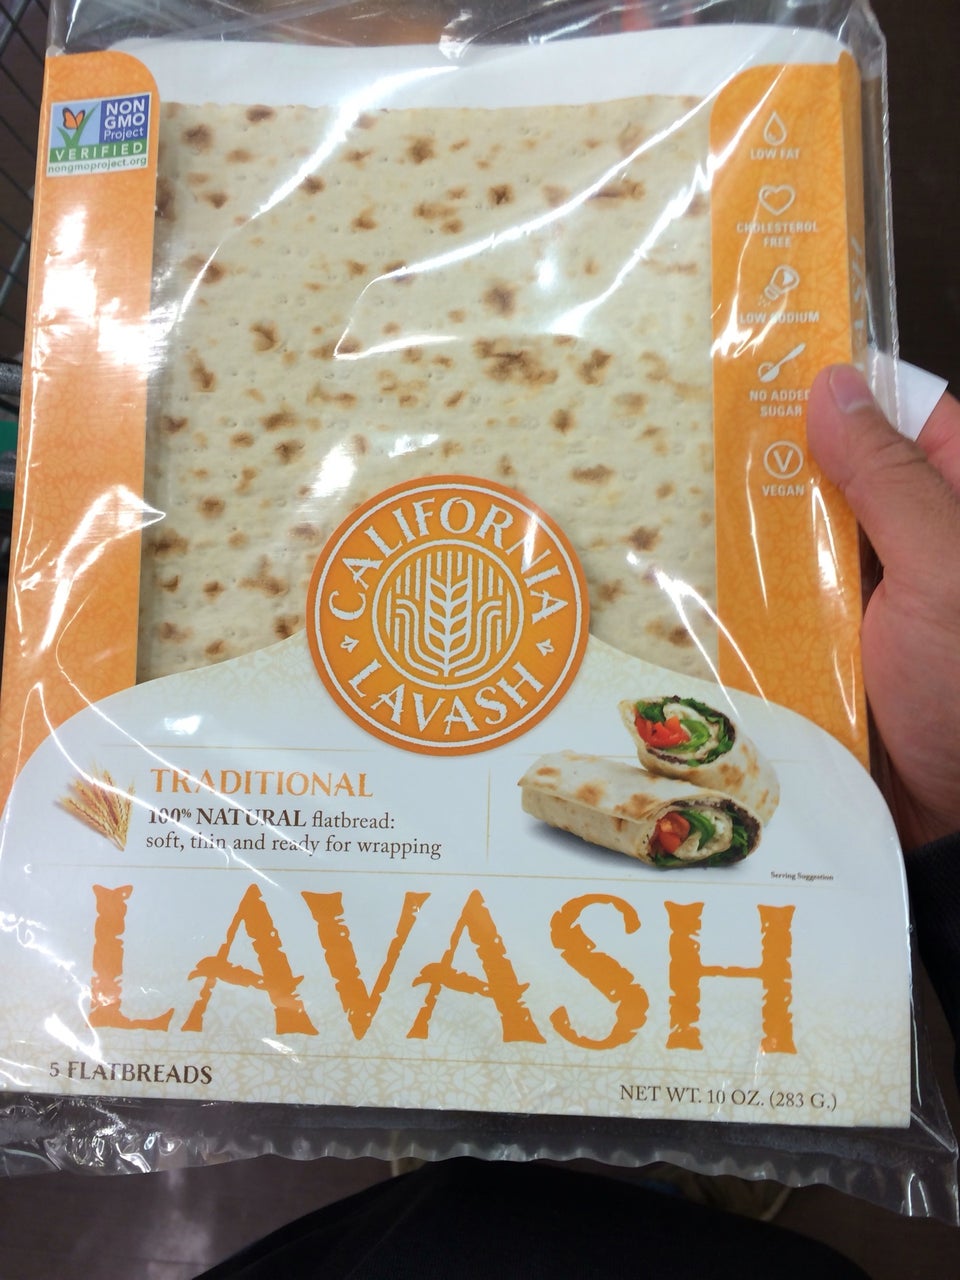 NON
GMO
Project
VERIFIED
nongmoproject.org
LOW FAT
CHOLESTEROL
FREE
LOW SODIUM
NO ADDED
SUGAR
V
VEGAN
CALIFORNIA
LAVASH
TRADITIONAL
100% NATURAL flatbread:
soft, thin and ready for wrapping
Serving Suggestion
LAVASH
5 FLATBREADS
NET WT. 10 OZ. (283 G.)